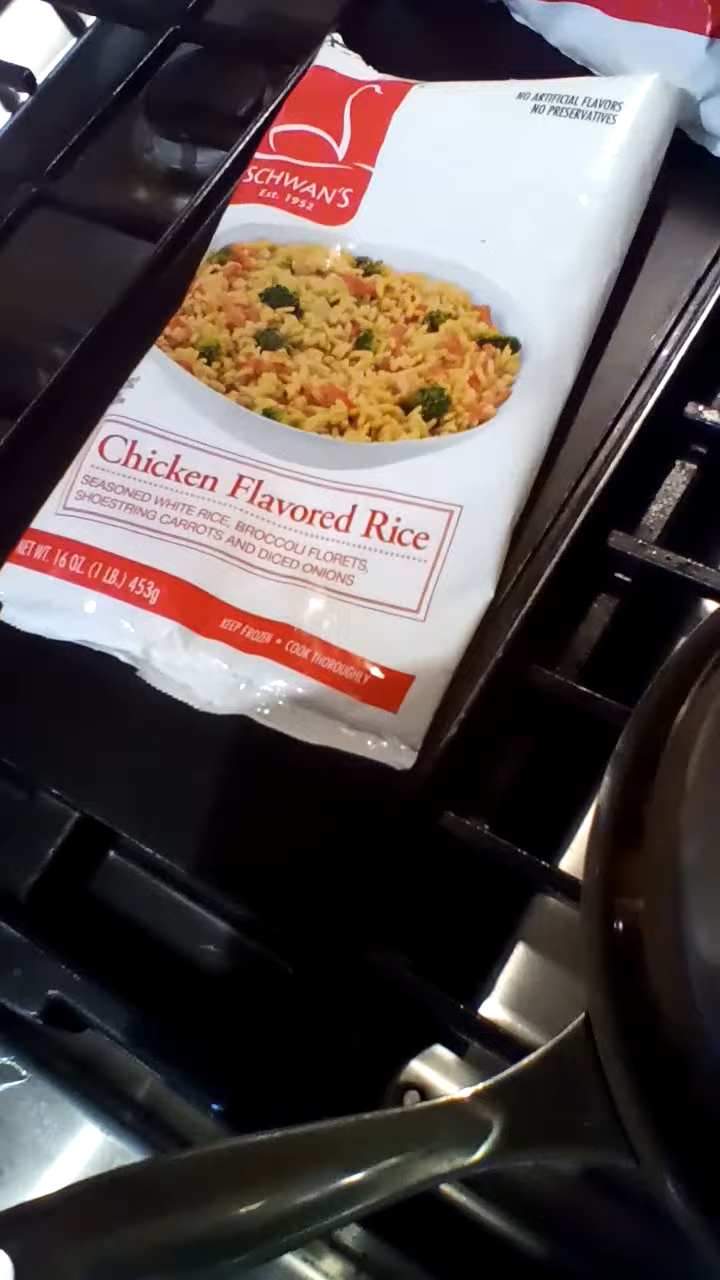 NO ARTIFICIAL FLAVORS
NO PRESERVATIVES
SCHWAN'S
Est. 1952
Chicken Flavored Rice
SEASONED WHITE RICE, BROCCOLI FLORETS,
SHOESTRING CARROTS AND DICED ONIONS
NET WT. 16 OZ. (1 LB.) 453g
KEEP FROZEN • COOK THOROUGHLY